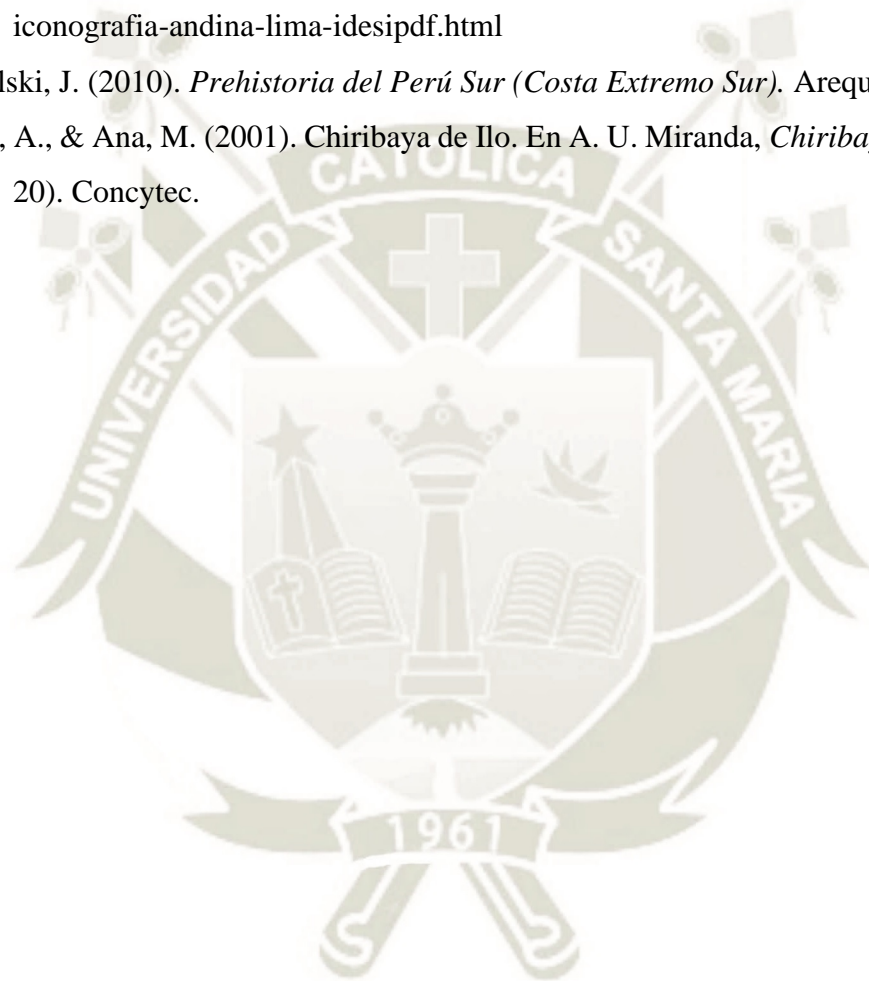 iconografia-andina-lima-idesipdf.html
lski, J. (2010). Prehistoria del Perú Sur (Costa Extremo Sur). Arequ
, A., & Ana, M. (2001). Chiribaya de Ilo. En A. U. Miranda, Chiriba
20). Concytec.
UNIVERSIDAD CATOLICA SANTA MARIA
1961